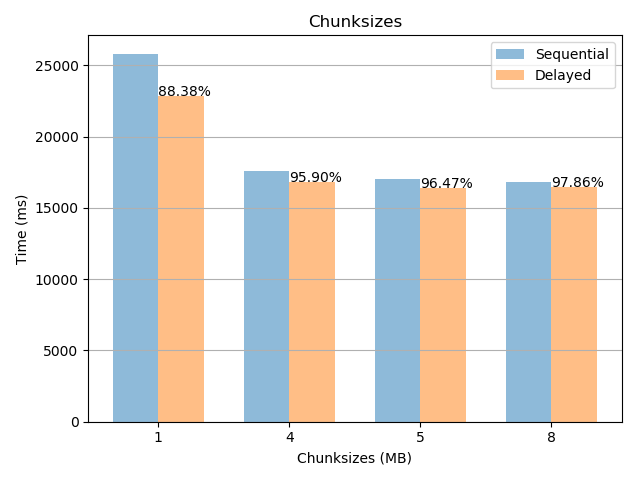 Chunksizes
Sequential
Delayed
88.38%
95.90%
96.47%
97.86%
Time (ms)
25000
20000
15000
10000
5000
0
1 4 5 8
Chunksizes (MB)